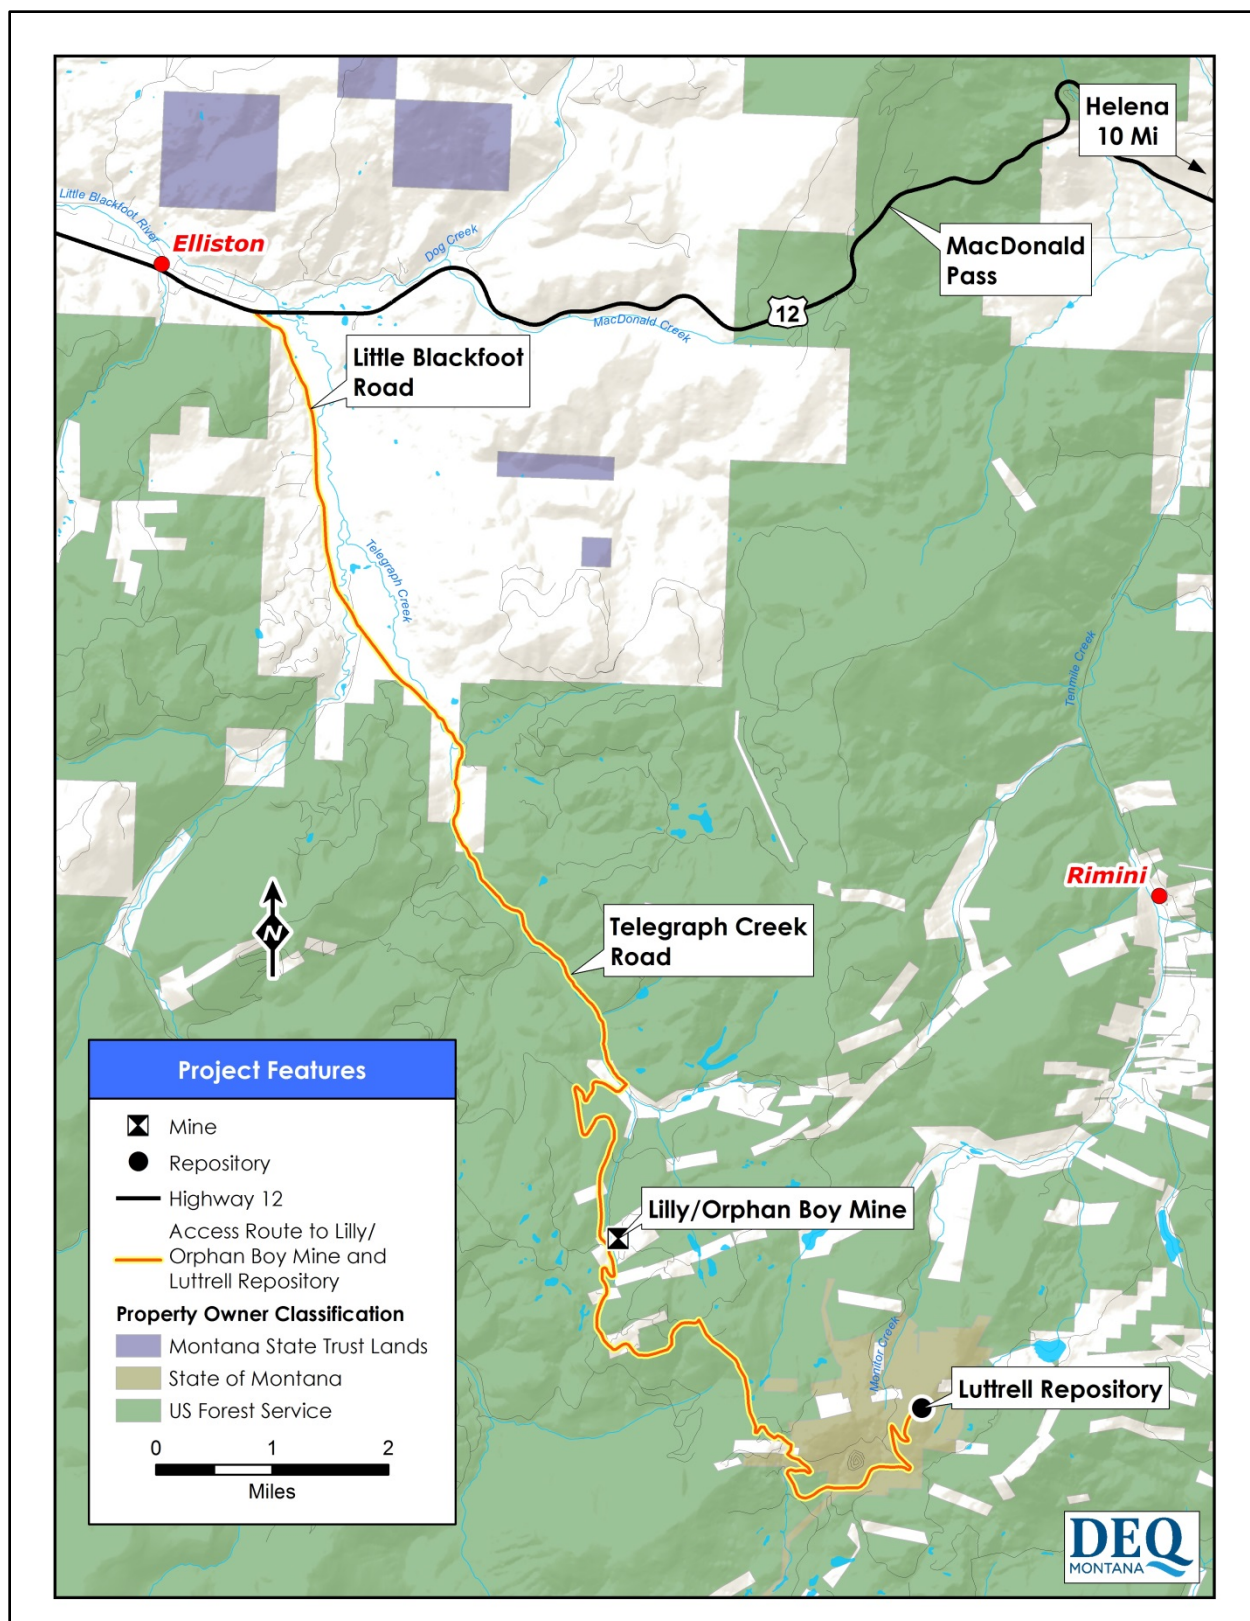 Helena
10 Mi
Little Blackfoot River
Elliston
Dog Creek
MacDonald
Pass
12
MacDonald Creek
Little Blackfoot
Road
Telegraph Creek
Tenmile Creek
Rimini
N
Telegraph Creek
Road
Project Features
Mine
Repository
Highway 12
Access Route to Lilly/
Orphan Boy Mine and
Luttrell Repository
Property Owner Classification
Montana State Trust Lands
State of Montana
US Forest Service
0 1 2
Miles
Lilly/Orphan Boy Mine
Monitor Creek
Luttrell Repository
DEQ
MONTANA